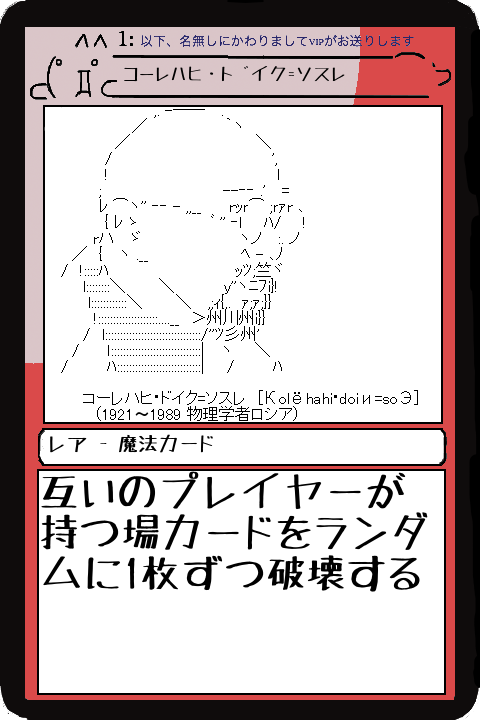 1: 以下、名無しにかわりましてVIPがお送りします
コーレハヒ・ドイク=ソスレ
コーレハヒ・ドイク=ソスレ [Kolё hahi・doiи=soЭ]
(1921~1989 物理学者ロシア)
レア - 魔法カード
互いのプレイヤーが
持つ場カードをランダ
ムに1枚ずつ破壊する